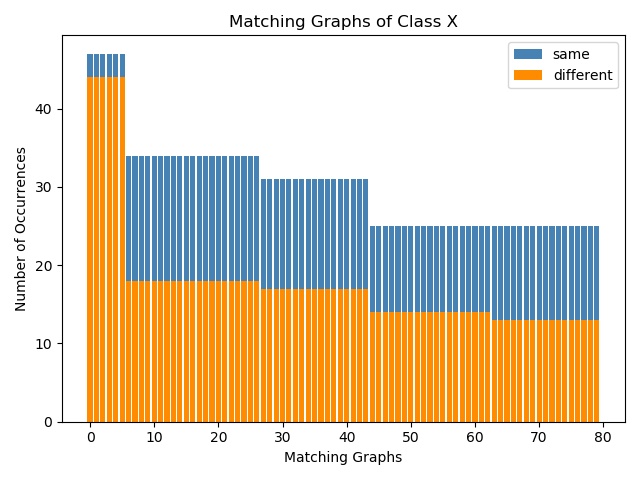 Matching Graphs of Class X
same
different
Number of Occurrences
40
30
20
10
0
0 10 20 30 40 50 60 70 80
Matching Graphs